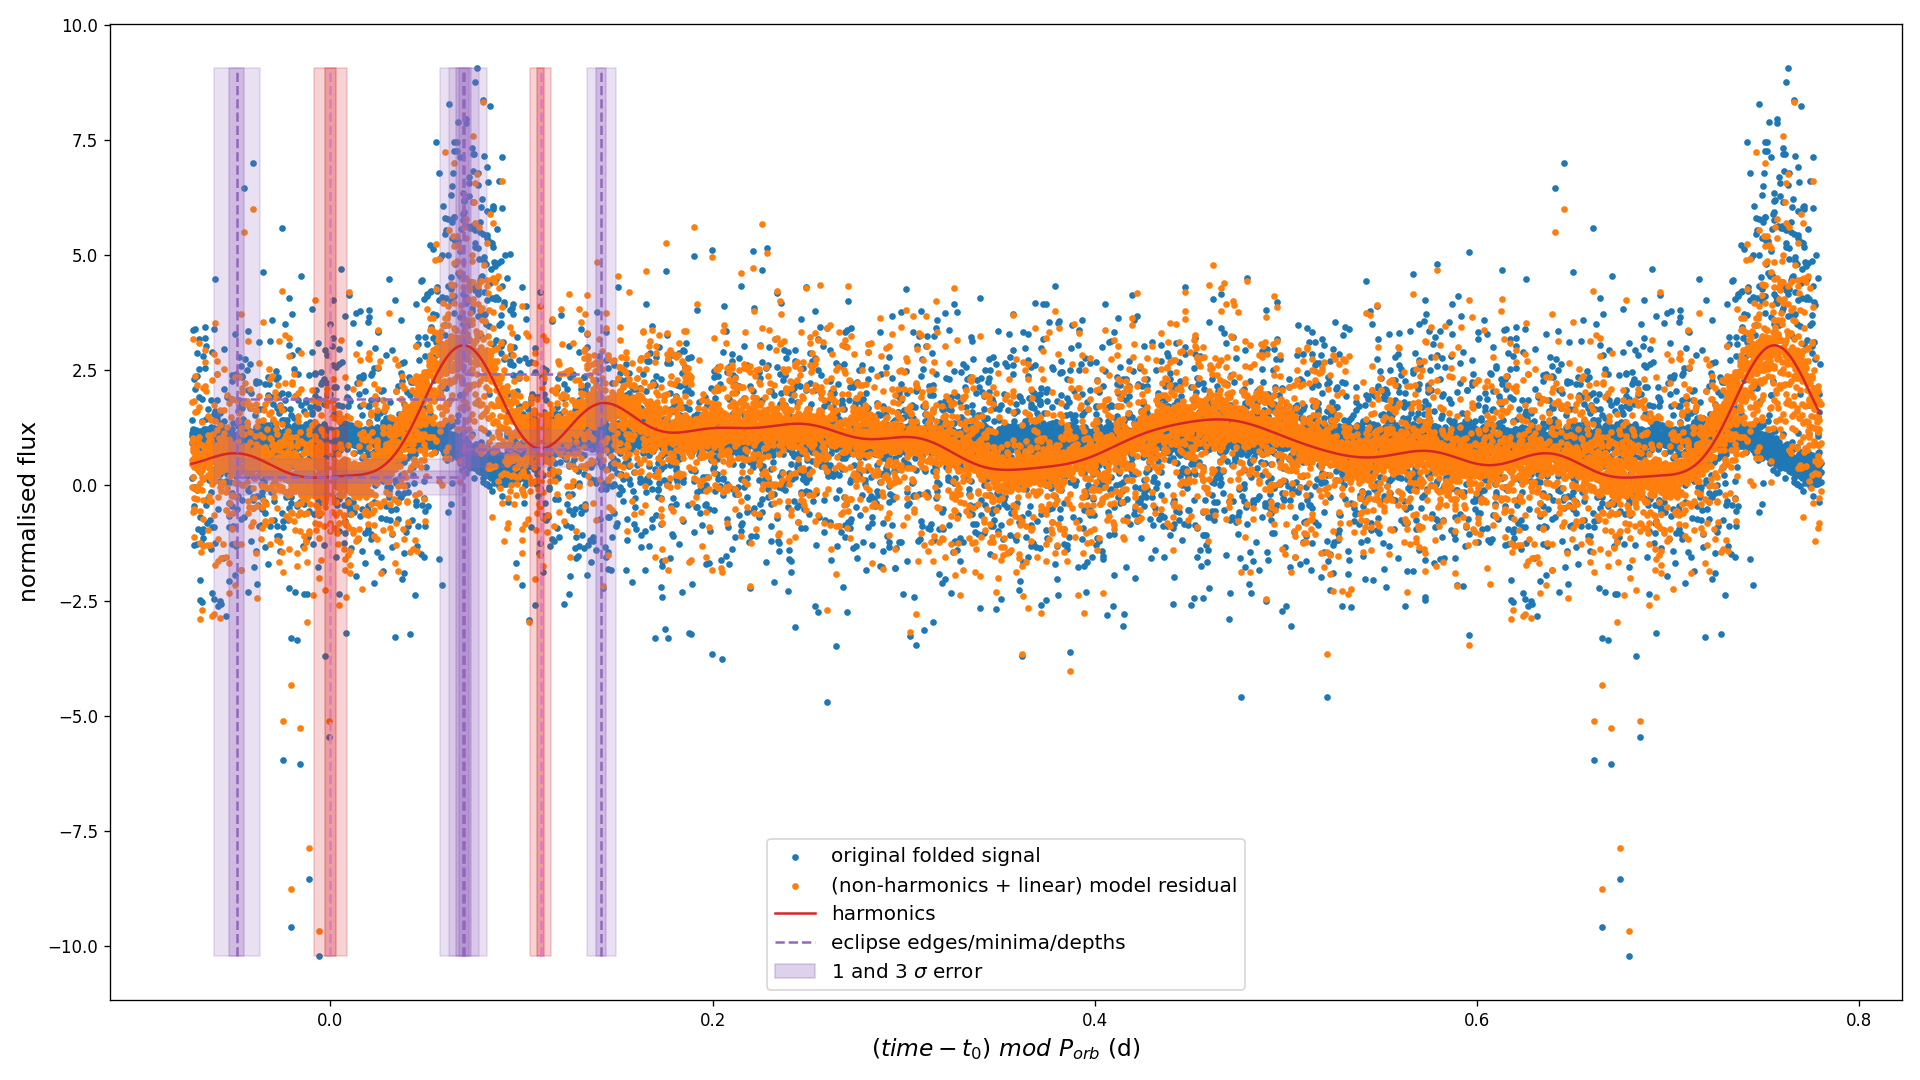 10.0
7.5
5.0
2.5
0.0
−2.5
−5.0
−7.5
−10.0
normalised flux
original folded signal
(non-harmonics + linear) model residual
harmonics
eclipse edges/minima/depths
1 and 3 σ error
0.0 0.2 0.4 0.6 0.8
(time − t₀) mod Pₒᵣᵦ (d)